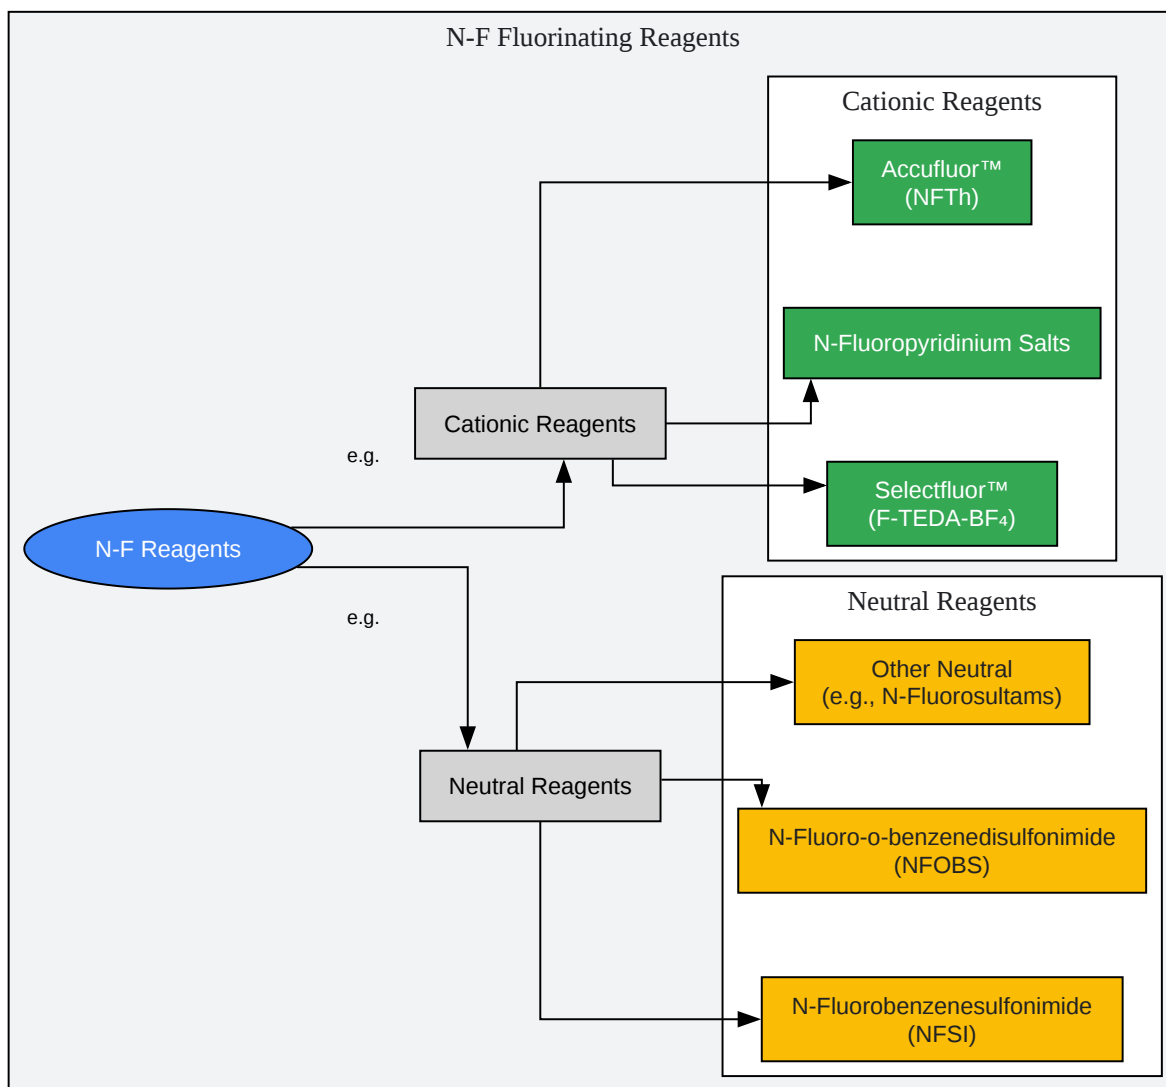 N-F Fluorinating Reagents
Cationic Reagents
Accufluor™
(NFTh)
N-Fluoropyridinium Salts
Cationic Reagents
e.g.
Selectfluor™
(F-TEDA-BF₄)
N-F Reagents
e.g.
Neutral Reagents
Other Neutral
(e.g., N-Fluorosultams)
Neutral Reagents
N-Fluoro-o-benzenedisulfonimide
(NFOBS)
N-Fluorobenzenesulfonimide
(NFSI)